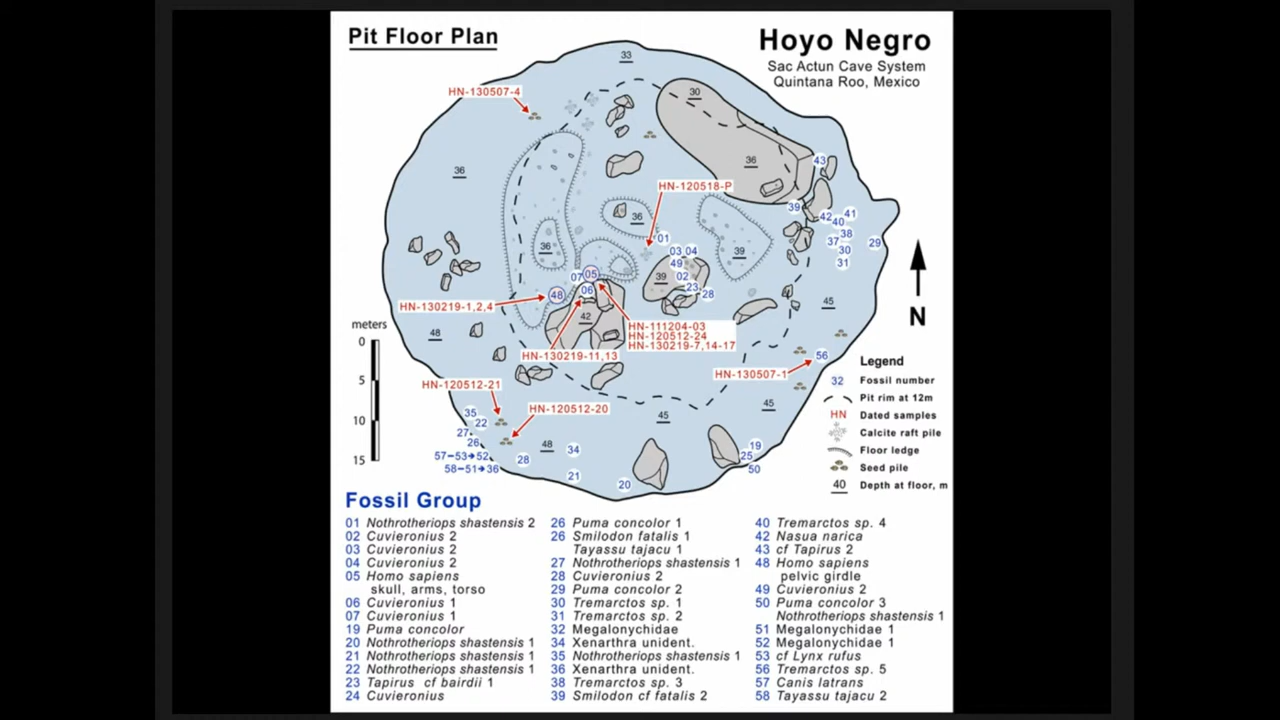 Pit Floor Plan
Hoyo Negro
Sac Actun Cave System
Quintana Roo, Mexico
33
HN-130507-4
30
36
36
43
HN-120518-P
39
42
41
40
36
01
38
37
36
03 04
39
30
29
49
31
07
05
39
02
06
23
28
48
HN-130219-1,2,4
45
N
42
HN-111204-03
HN-120512-24
HN-130219-7,14-17
meters
48
0
HN-130219-11,13
56
HN-130507-1
5
HN-120512-21
HN-120512-20
45
45
35
22
10
27
26
48
34
19
57-53→52
28
25
15
58-51→36
21
50
20
Legend
32 Fossil number
Pit rim at 12m
HN Dated samples
Calcite raft pile
Floor ledge
Seed pile
40 Depth at floor, m
Fossil Group
01 Nothrotheriops shastensis 2
02 Cuvieronius 2
03 Cuvieronius 2
04 Cuvieronius 2
05 Homo sapiens
skull, arms, torso
06 Cuvieronius 1
07 Cuvieronius 1
19 Puma concolor
20 Nothrotheriops shastensis 1
21 Nothrotheriops shastensis 1
22 Nothrotheriops shastensis 1
23 Tapirus cf bairdii 1
24 Cuvieronius
26 Puma concolor 1
26 Smilodon fatalis 1
Tayassu tajacu 1
27 Nothrotheriops shastensis 1
28 Cuvieronius 2
29 Puma concolor 2
30 Tremarctos sp. 1
31 Tremarctos sp. 2
32 Megalonychidae
34 Xenarthra unident.
35 Nothrotheriops shastensis 1
36 Xenarthra unident.
38 Tremarctos sp. 3
39 Smilodon cf fatalis 2
40 Tremarctos sp. 4
42 Nasua narica
43 cf Tapirus 2
48 Homo sapiens
pelvic girdle
49 Cuvieronius 2
50 Puma concolor 3
Nothrotheriops shastensis 1
51 Megalonychidae 1
52 Megalonychidae 1
53 cf Lynx rufus
56 Tremarctos sp. 5
57 Canis latrans
58 Tayassu tajacu 2